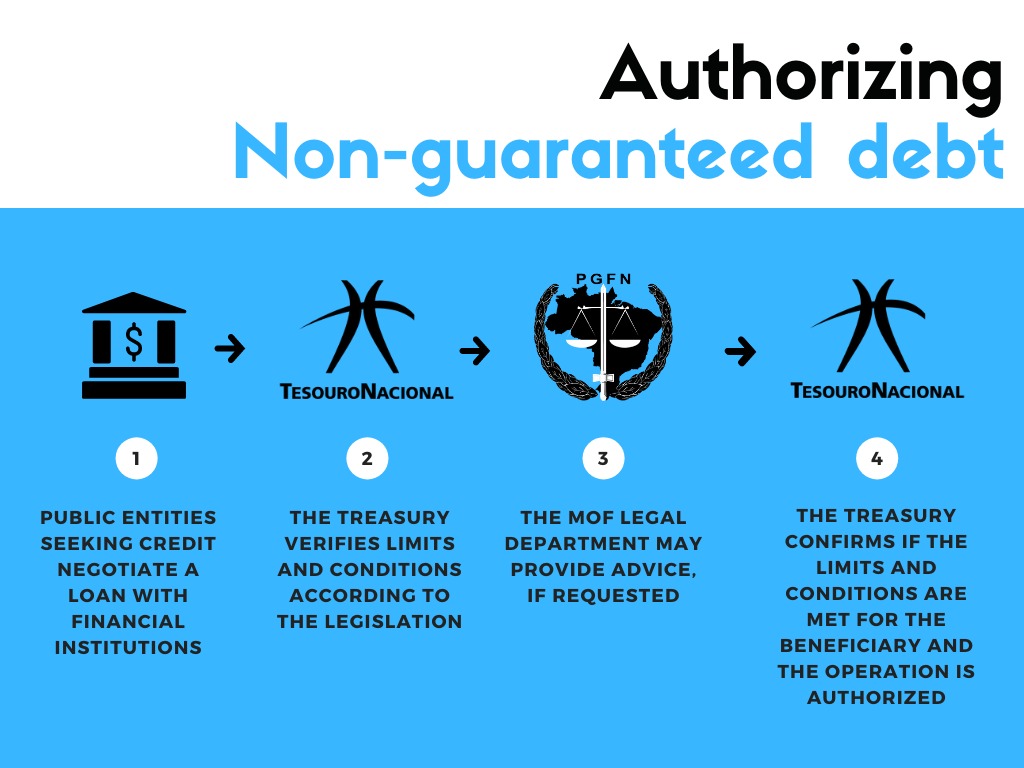 Authorizing
Non-guaranteed debt
$
TESOURONACIONAL
PGFN
TESOURONACIONAL
1
PUBLIC ENTITIES
SEEKING CREDIT
NEGOTIATE A
LOAN WITH
FINANCIAL
INSTITUTIONS
2
THE TREASURY
VERIFIES LIMITS
AND CONDITIONS
ACCORDING TO
THE LEGISLATION
3
THE MOF LEGAL
DEPARTMENT MAY
PROVIDE ADVICE,
IF REQUESTED
4
THE TREASURY
CONFIRMS IF THE
LIMITS AND
CONDITIONS ARE
MET FOR THE
BENEFICIARY AND
THE OPERATION IS
AUTHORIZED